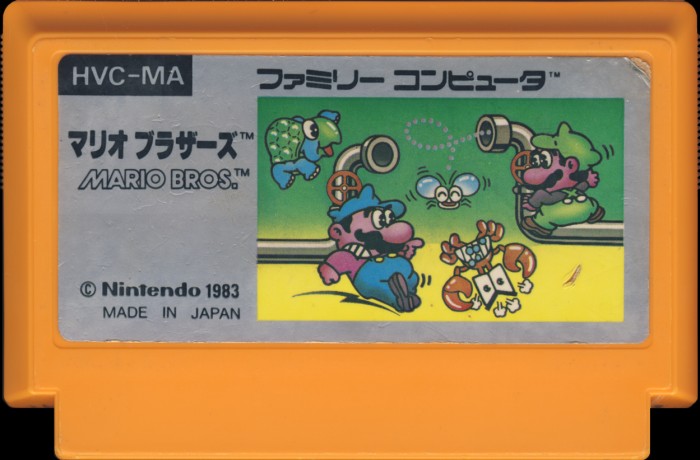 HVC-MA
ファミリー コンピュータ™
マリオ ブラザーズ™
MARIO BROS.™
© Nintendo 1983
MADE IN JAPAN